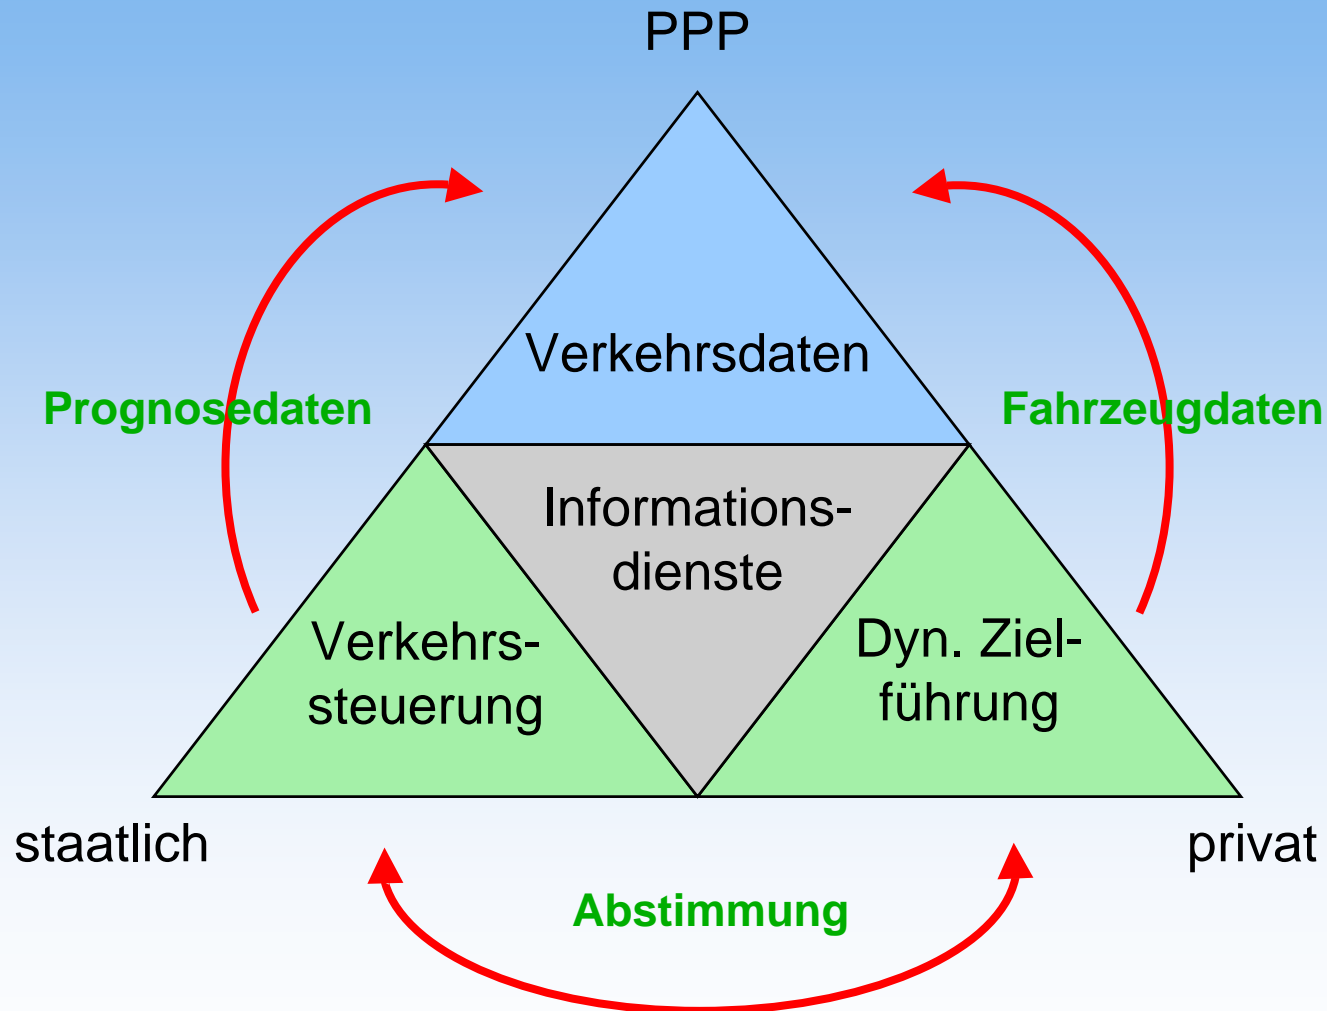 PPP
Verkehrsdaten
Prognosedaten
Fahrzeugdaten
Informations-
dienste
Verkehrs-
steuerung
Dyn. Ziel-
führung
staatlich
privat
Abstimmung